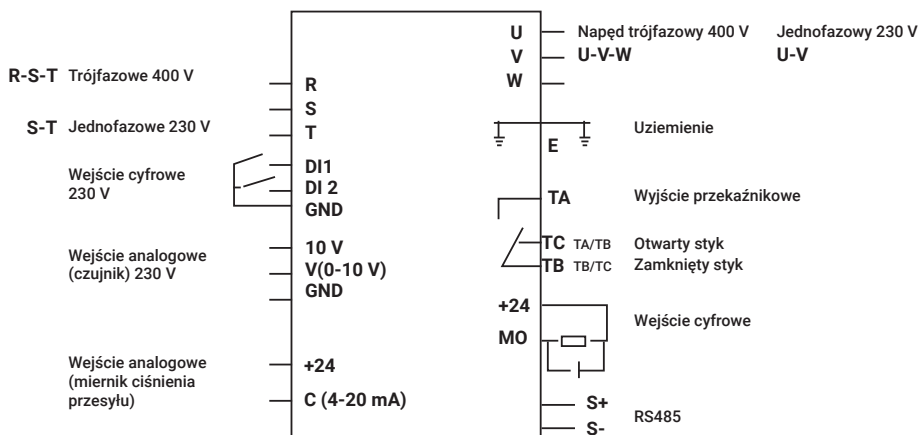 U Napęd trójfazowy 400 V Jednofazowy 230 V
V U-V-W U-V
W
R-S-T Trójfazowe 400 V R
S
S-T Jednofazowe 230 V T
Uziemienie
E
Wejście cyfrowe
230 V
DI1
DI 2
GND
TA Wyjście przekaźnikowe
TC TA/TB Otwarty styk
TB TB/TC Zamknięty styk
Wejście analogowe
(czujnik) 230 V
10 V
V(0-10 V)
GND
+24
MO
Wejście cyfrowe
Wejście analogowe
(miernik ciśnienia
przesyłu)
+24
C (4-20 mA)
S+
S-
RS485